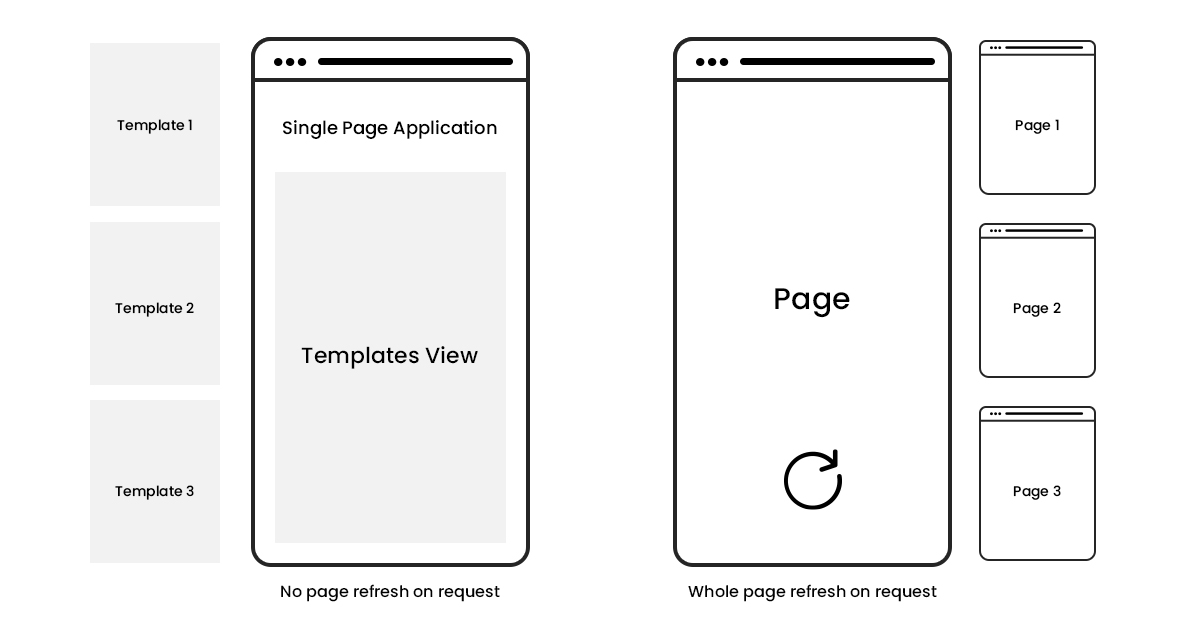 Template 1
Template 2
Template 3
Single Page Application
Templates View
No page refresh on request
Page
Whole page refresh on request
Page 1
Page 2
Page 3